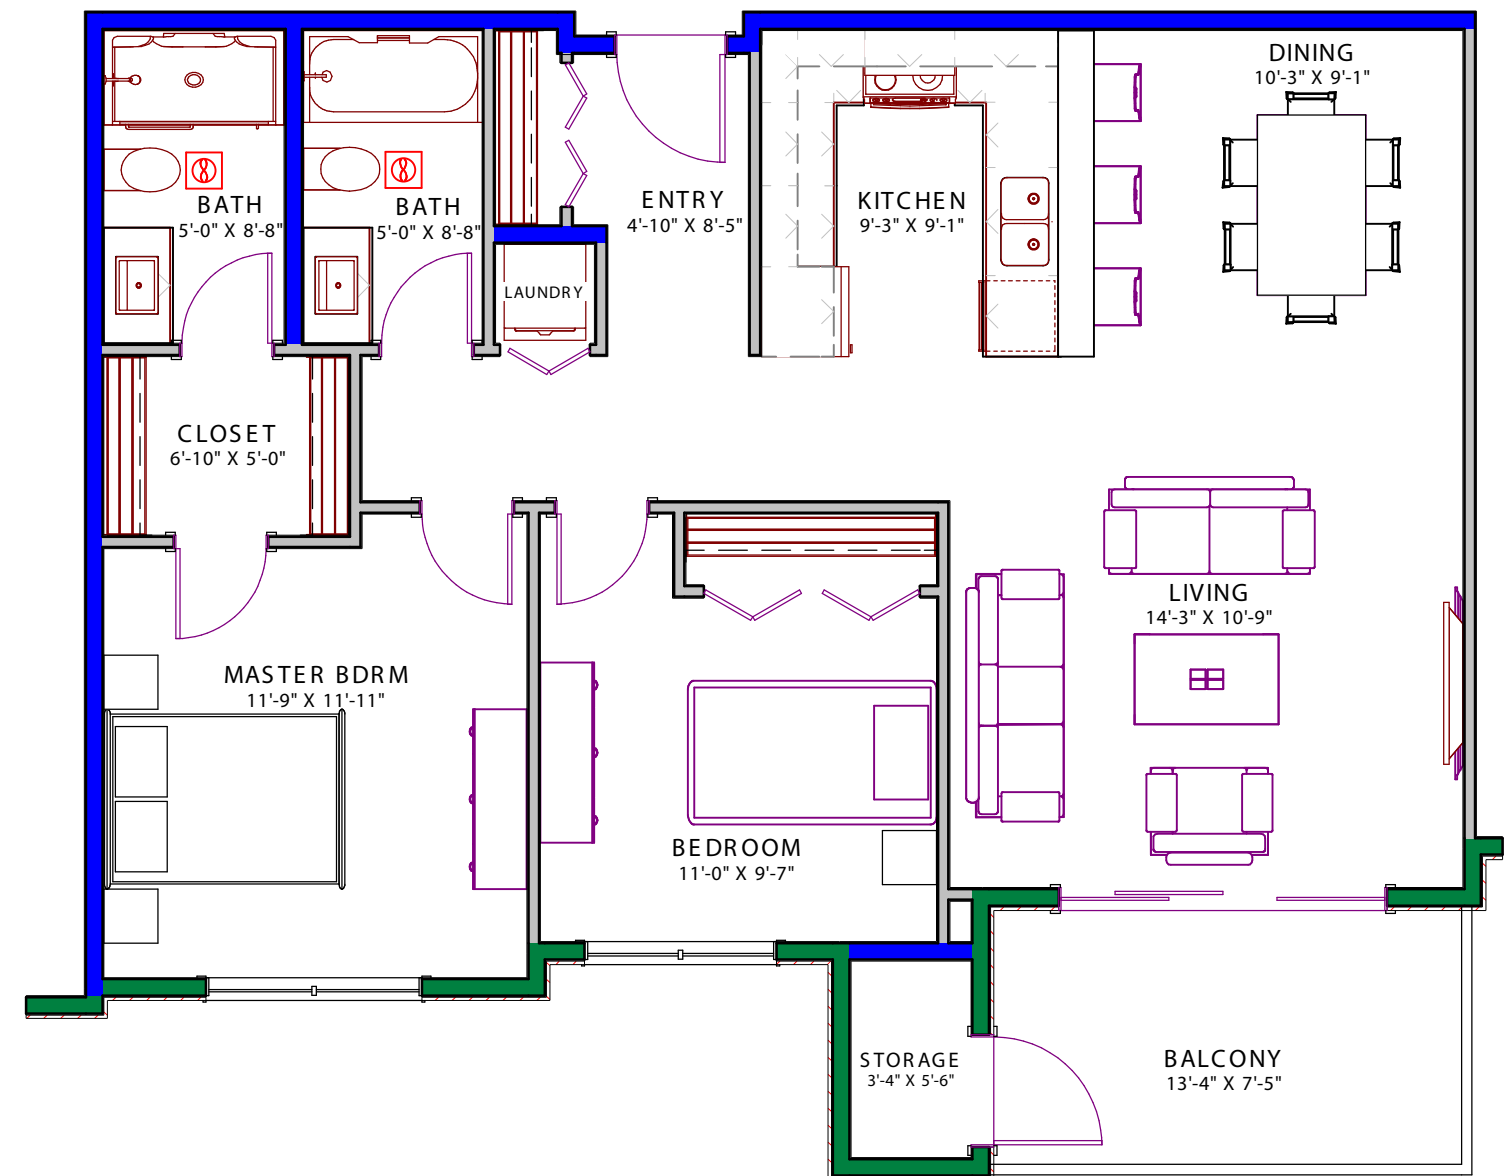 DINING
10'-3" X 9'-1"
BATH
5'-0" X 8'-8"
BATH
5'-0" X 8'-8"
ENTRY
4'-10" X 8'-5"
KITCHEN
9'-3" X 9'-1"
LAUNDRY
CLOSET
6'-10" X 5'-0"
LIVING
14'-3" X 10'-9"
MASTER BDRM
11'-9" X 11'-11"
BEDROOM
11'-0" X 9'-7"
STORAGE
3'-4" X 5'-6"
BALCONY
13'-4" X 7'-5"